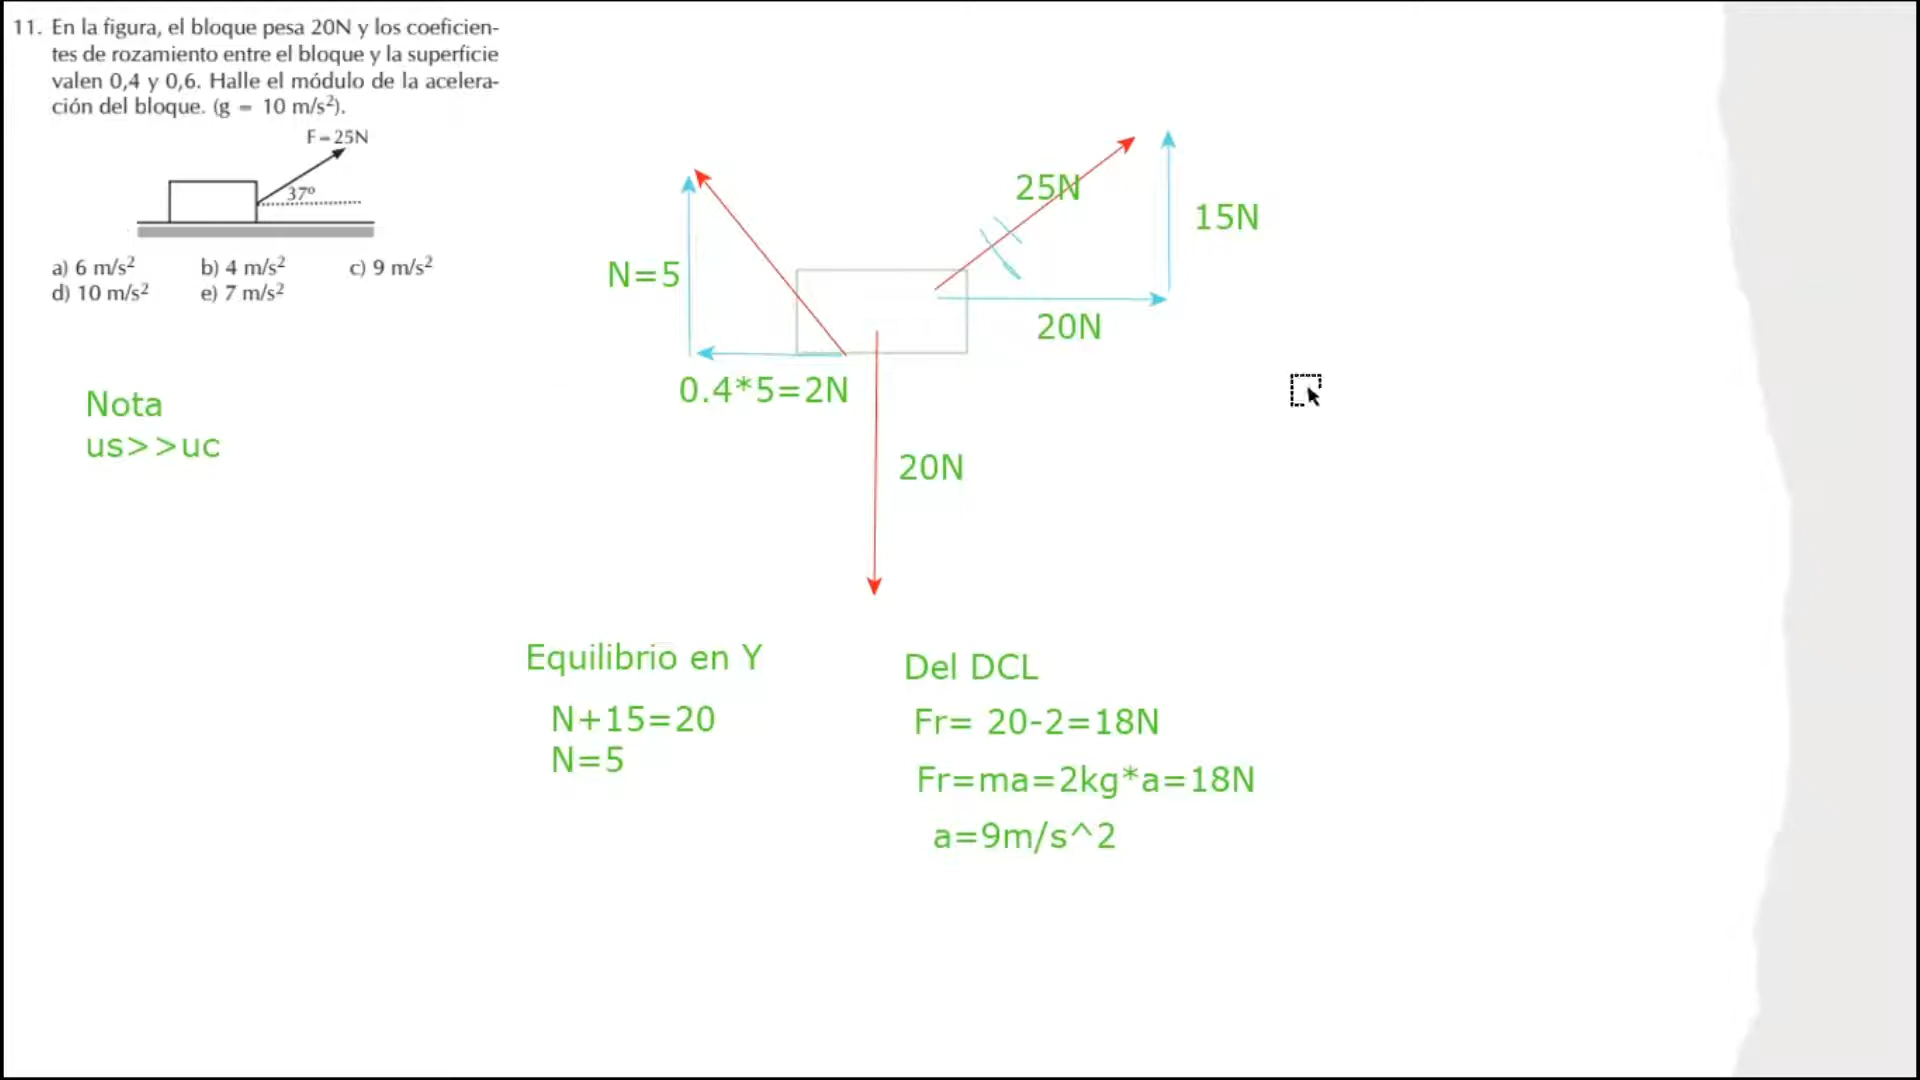 11. En la figura, el bloque pesa 20N y los coeficien-
tes de rozamiento entre el bloque y la superficie
valen 0,4 y 0,6. Halle el módulo de la acelera-
ción del bloque. (g = 10 m/s²).
F=25N
37º
a) 6 m/s² b) 4 m/s² c) 9 m/s²
d) 10 m/s² e) 7 m/s²
25N
15N
N=5
20N
0.4*5=2N
Nota
us>>uc
20N
Equilibrio en Y
N+15=20
N=5
Del DCL
Fr= 20-2=18N
Fr=ma=2kg*a=18N
a=9m/s^2